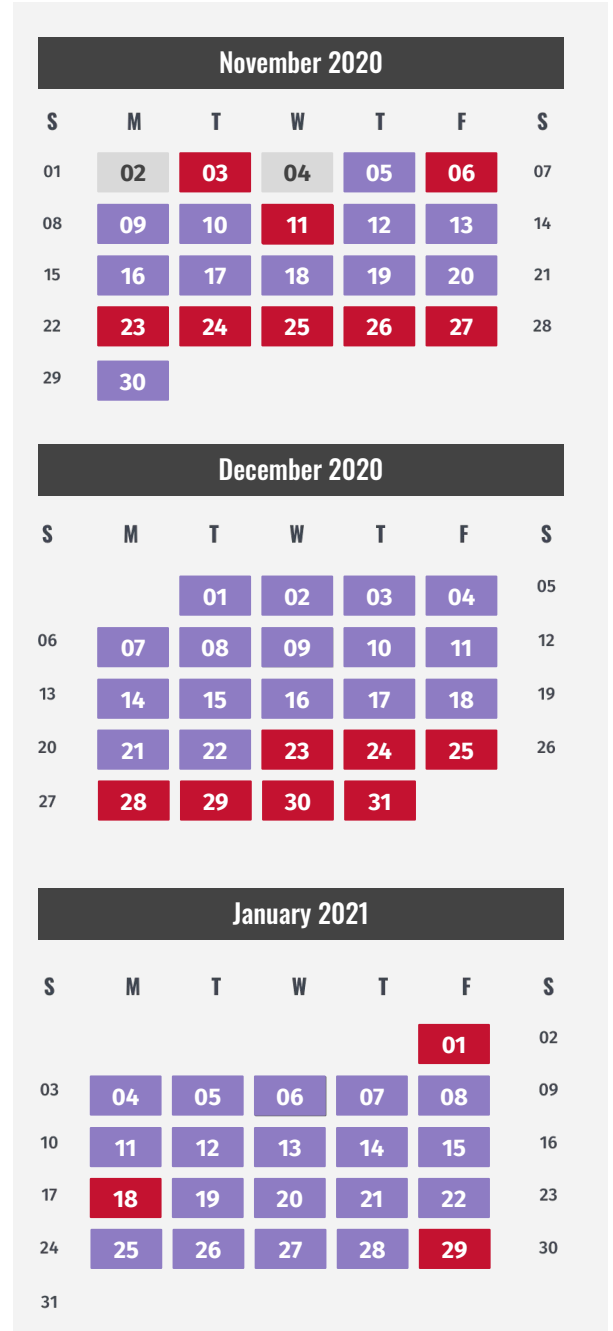 November 2020
S M T W T F S
01 02 03 04 05 06 07
08 09 10 11 12 13 14
15 16 17 18 19 20 21
22 23 24 25 26 27 28
29 30
December 2020
S M T W T F S
01 02 03 04 05
06 07 08 09 10 11 12
13 14 15 16 17 18 19
20 21 22 23 24 25 26
27 28 29 30 31
January 2021
S M T W T F S
01 02
03 04 05 06 07 08 09
10 11 12 13 14 15 16
17 18 19 20 21 22 23
24 25 26 27 28 29 30
31